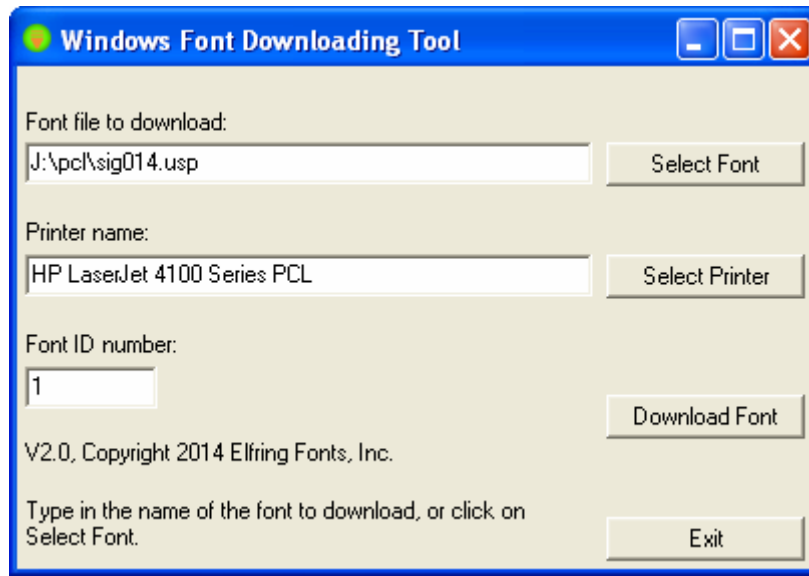 Windows Font Downloading Tool
Font file to download:
J:\pcl\sig014.usp
Select Font
Printer name:
HP LaserJet 4100 Series PCL
Select Printer
Font ID number:
1
Download Font
V2.0, Copyright 2014 Elfring Fonts, Inc.
Type in the name of the font to download, or click on
Select Font.
Exit